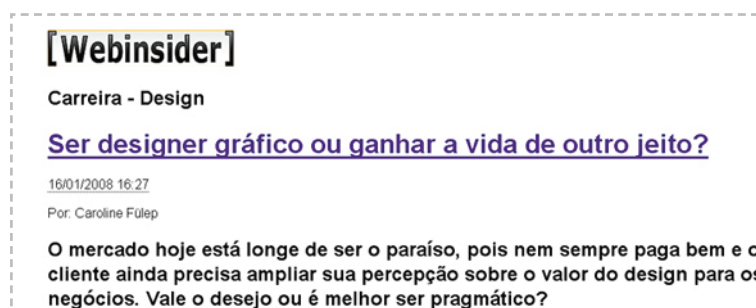 [Webinsider]
Carreira - Design
Ser designer gráfico ou ganhar a vida de outro jeito?
16/01/2008 16:27
Por: Caroline Fülep
O mercado hoje está longe de ser o paraíso, pois nem sempre paga bem e o
cliente ainda precisa ampliar sua percepção sobre o valor do design para os
negócios. Vale o desejo ou é melhor ser pragmático?